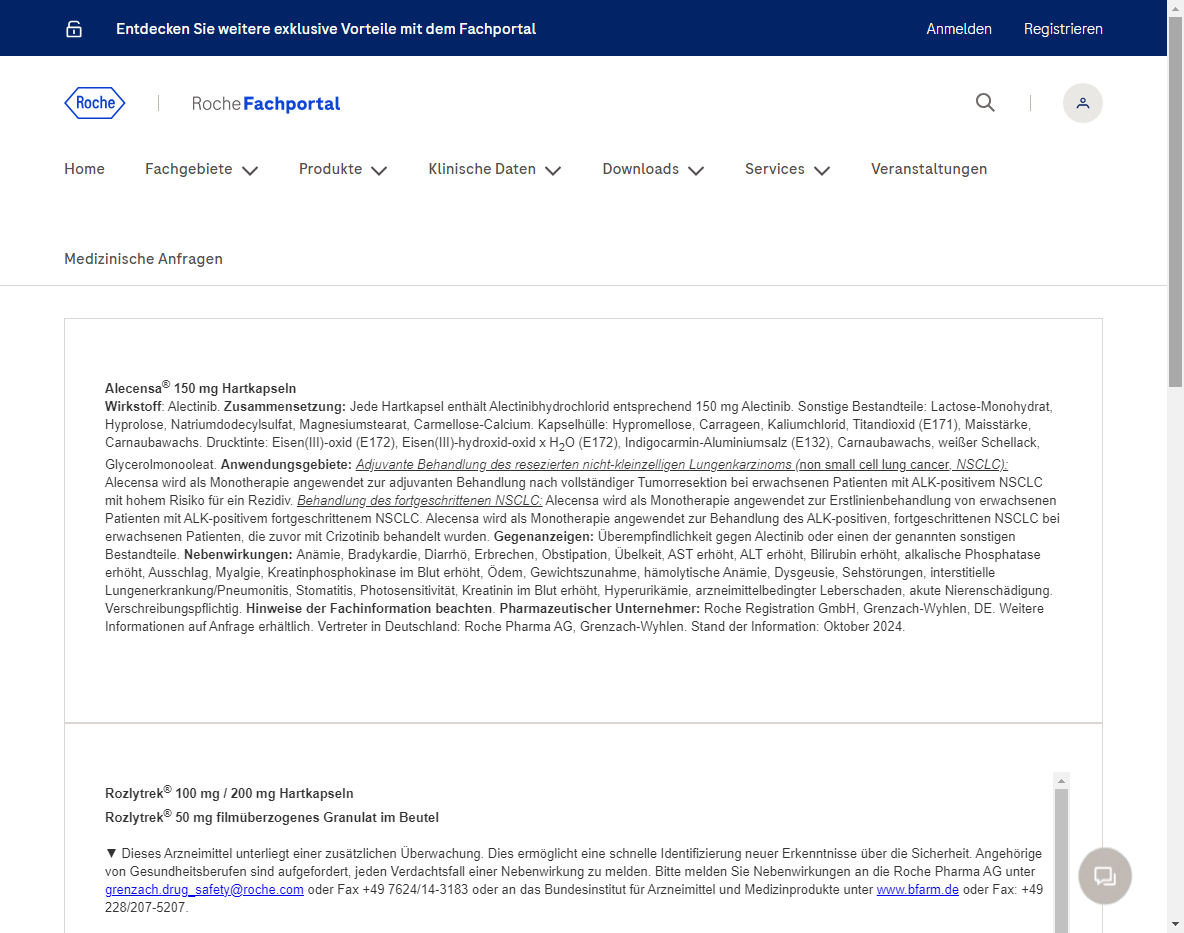 Entdecken Sie weitere exklusive Vorteile mit dem Fachportal
Anmelden
Registrieren
Roche
Roche Fachportal
Home
Fachgebiete
Produkte
Klinische Daten
Downloads
Services
Veranstaltungen
Medizinische Anfragen
Alecensa® 150 mg Hartkapseln
Wirkstoff: Alectinib. Zusammensetzung: Jede Hartkapsel enthält Alectinibhydrochlorid entsprechend 150 mg Alectinib. Sonstige Bestandteile: Lactose-Monohydrat,
Hyprolose, Natriumdodecylsulfat, Magnesiumstearat, Carmellose-Calcium. Kapselhülle: Hypromellose, Carrageen, Kaliumchlorid, Titandioxid (E171), Maisstärke,
Carnaubawachs. Drucktinte: Eisen(III)-oxid (E172), Eisen(III)-hydroxid-oxid x H2O (E172), Indigocarmin-Aluminiumsalz (E132), Carnaubawachs, weißer Schellack,
Glycerolmonooleat. Anwendungsgebiete: Adjuvante Behandlung des resezierten nicht-kleinzelligen Lungenkarzinoms (non small cell lung cancer, NSCLC):
Alecensa wird als Monotherapie angewendet zur adjuvanten Behandlung nach vollständiger Tumorresektion bei erwachsenen Patienten mit ALK-positivem NSCLC
mit hohem Risiko für ein Rezidiv. Behandlung des fortgeschrittenen NSCLC: Alecensa wird als Monotherapie angewendet zur Erstlinienbehandlung von erwachsenen
Patienten mit ALK-positivem fortgeschrittenem NSCLC. Alecensa wird als Monotherapie angewendet zur Behandlung des ALK-positiven, fortgeschrittenen NSCLC bei
erwachsenen Patienten, die zuvor mit Crizotinib behandelt wurden. Gegenanzeigen: Überempfindlichkeit gegen Alectinib oder einen der genannten sonstigen
Bestandteile. Nebenwirkungen: Anämie, Bradykardie, Diarrhö, Erbrechen, Obstipation, Übelkeit, AST erhöht, ALT erhöht, Bilirubin erhöht, alkalische Phosphatase
erhöht, Ausschlag, Myalgie, Kreatinphosphokinase im Blut erhöht, Ödem, Gewichtszunahme, hämolytische Anämie, Dysgeusie, Sehstörungen, interstitielle
Lungenerkrankung/Pneumonitis, Stomatitis, Photosensitivität, Kreatinin im Blut erhöht, Hyperurikämie, arzneimittelbedingter Leberschaden, akute Nierenschädigung.
Verschreibungspflichtig. Hinweise der Fachinformation beachten. Pharmazeutischer Unternehmer: Roche Registration GmbH, Grenzach-Wyhlen, DE. Weitere
Informationen auf Anfrage erhältlich. Vertreter in Deutschland: Roche Pharma AG, Grenzach-Wyhlen. Stand der Information: Oktober 2024.
Rozlytrek® 100 mg / 200 mg Hartkapseln
Rozlytrek® 50 mg filmüberzogenes Granulat im Beutel
▼ Dieses Arzneimittel unterliegt einer zusätzlichen Überwachung. Dies ermöglicht eine schnelle Identifizierung neuer Erkenntnisse über die Sicherheit. Angehörige
von Gesundheitsberufen sind aufgefordert, jeden Verdachtsfall einer Nebenwirkung zu melden. Bitte melden Sie Nebenwirkungen an die Roche Pharma AG unter
grenzach.drug_safety@roche.com oder Fax +49 7624/14-3183 oder an das Bundesinstitut für Arzneimittel und Medizinprodukte unter www.bfarm.de oder Fax: +49
228/207-5207.